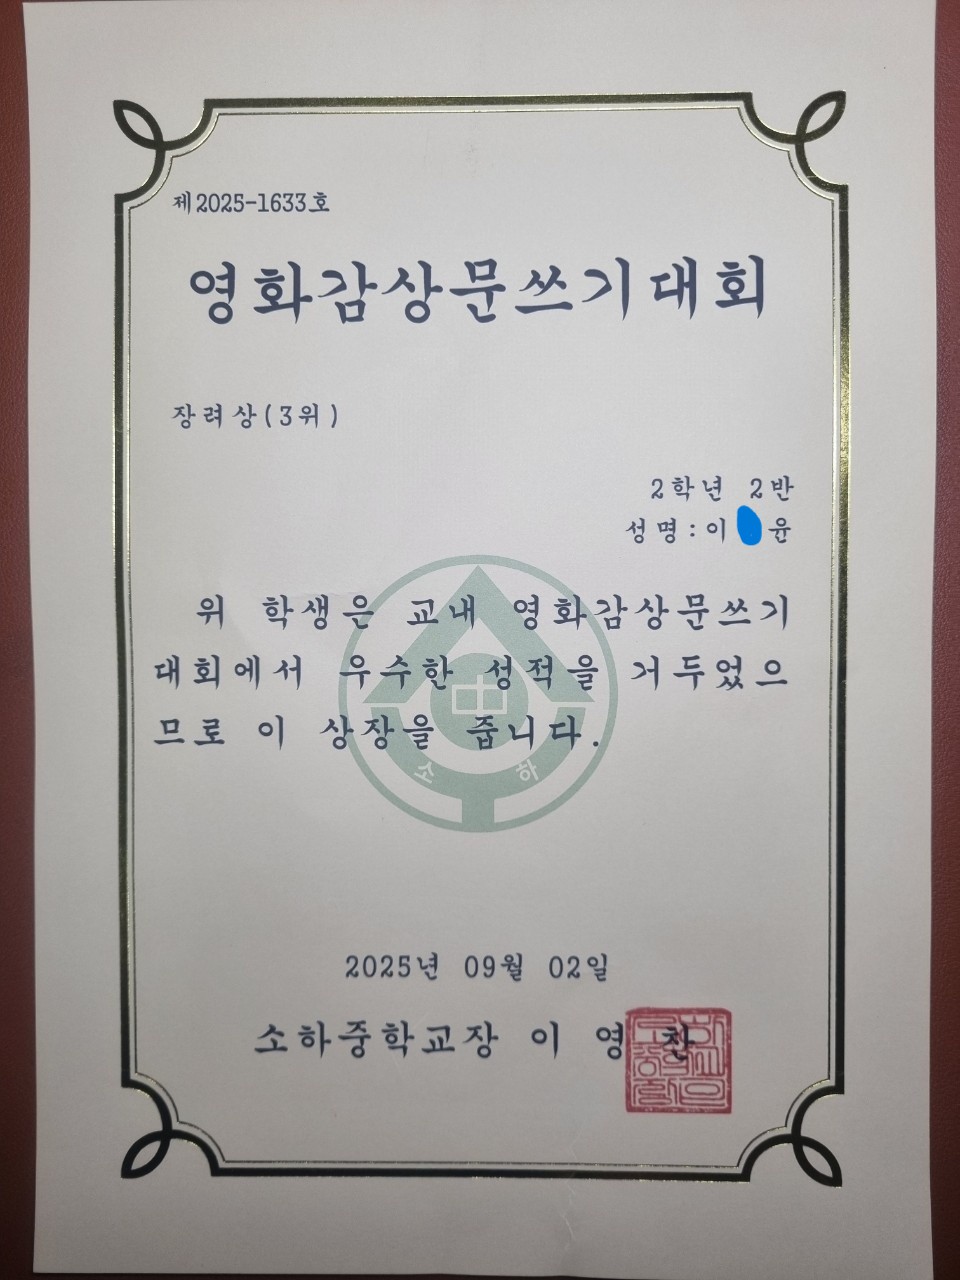 제2025-1633호
영화감상문쓰기대회
장려상(3위)
2학년 2반
성명:이 윤
위 학생은 교내 영화감상문쓰기
대회에서 우수한 성적을 거두었으
므로 이 상장을 줍니다.
中
소 하
2025년 09월 02일
소하중학교장 이 영 찬